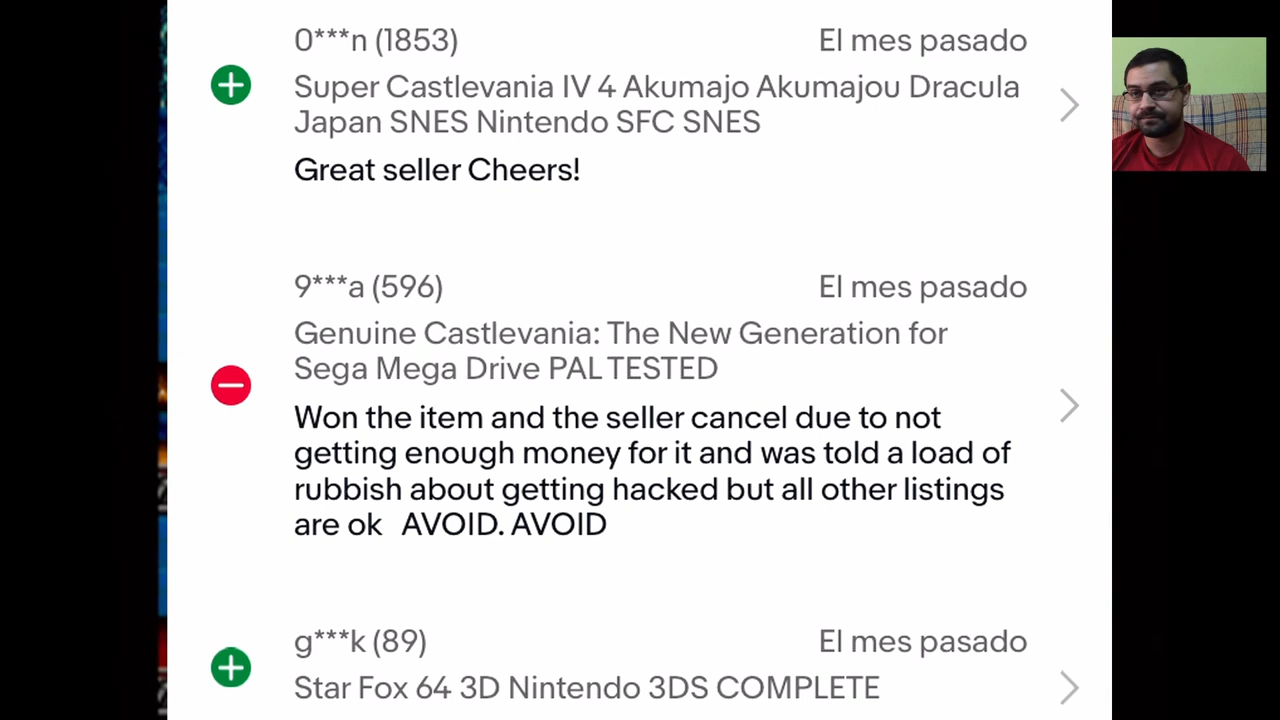 0***n (1853) El mes pasado
Super Castlevania IV 4 Akumajo Akumajou Dracula
Japan SNES Nintendo SFC SNES
Great seller Cheers!
9***a (596) El mes pasado
Genuine Castlevania: The New Generation for
Sega Mega Drive PAL TESTED
Won the item and the seller cancel due to not
getting enough money for it and was told a load of
rubbish about getting hacked but all other listings
are ok AVOID. AVOID
g***k (89) El mes pasado
Star Fox 64 3D Nintendo 3DS COMPLETE